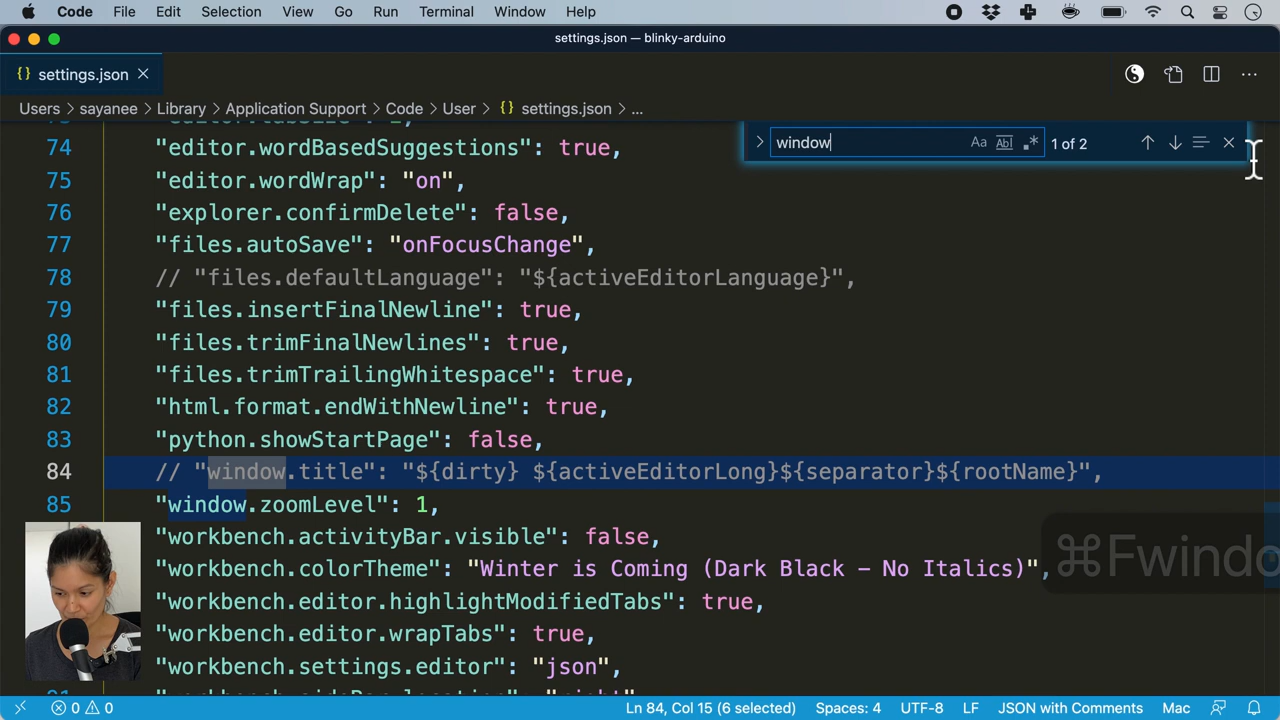 Code File Edit Selection View Go Run Terminal Window Help
settings.json — blinky-arduino
{} settings.json
Users > sayanee > Library > Application Support > Code > User > {} settings.json > ...
window Aa Abl .* 1 of 2
74 "editor.wordBasedSuggestions": true,
75 "editor.wordWrap": "on",
76 "explorer.confirmDelete": false,
77 "files.autoSave": "onFocusChange",
78 // "files.defaultLanguage": "${activeEditorLanguage}",
79 "files.insertFinalNewline": true,
80 "files.trimFinalNewlines": true,
81 "files.trimTrailingWhitespace": true,
82 "html.format.endWithNewline": true,
83 "python.showStartPage": false,
84 // "window.title": "${dirty} ${activeEditorLong}${separator}${rootName}",
85 "window.zoomLevel": 1,
"workbench.activityBar.visible": false,
"workbench.colorTheme": "Winter is Coming (Dark Black - No Italics)",
"workbench.editor.highlightModifiedTabs": true,
"workbench.editor.wrapTabs": true,
"workbench.settings.editor": "json",
⌘Fwindo
0 0 Ln 84, Col 15 (6 selected) Spaces: 4 UTF-8 LF JSON with Comments Mac